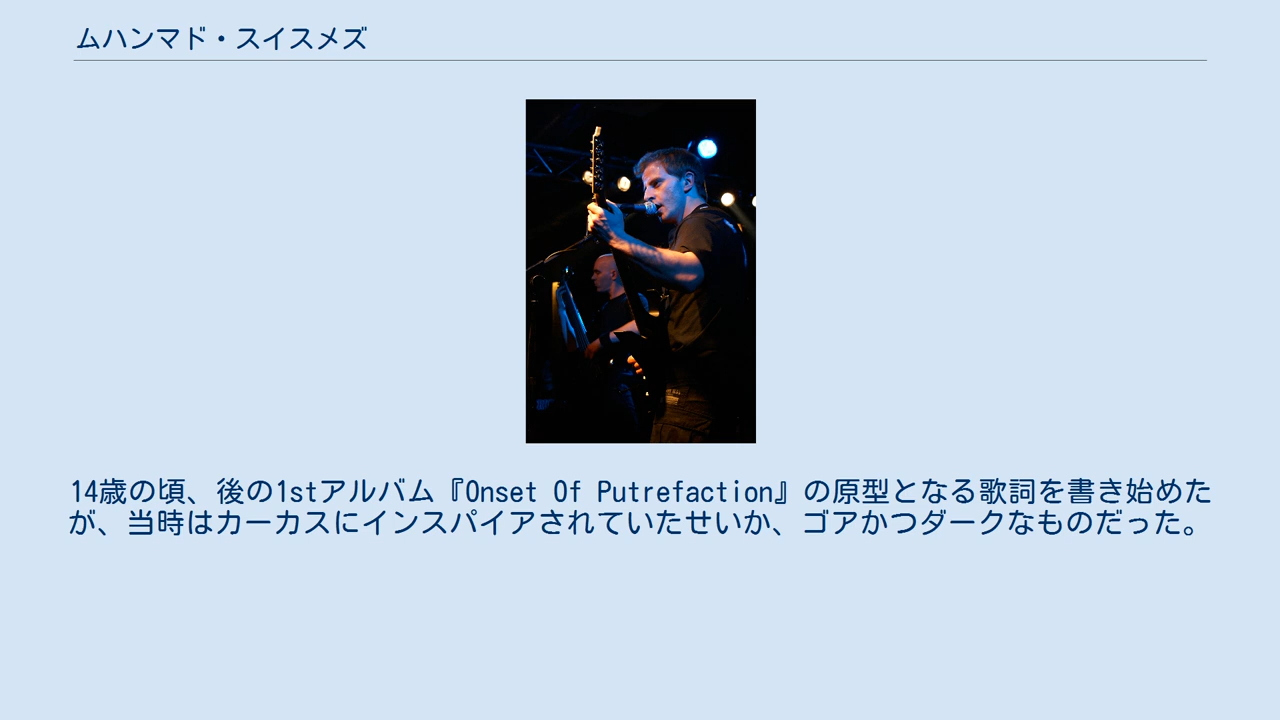 ムハンマド・スイスメズ
14歳の頃、後の1stアルバム『Onset Of Putrefaction』の原型となる歌詞を書き始めた
が、当時はカーカスにインスパイアされていたせいか、ゴアかつダークなものだった。